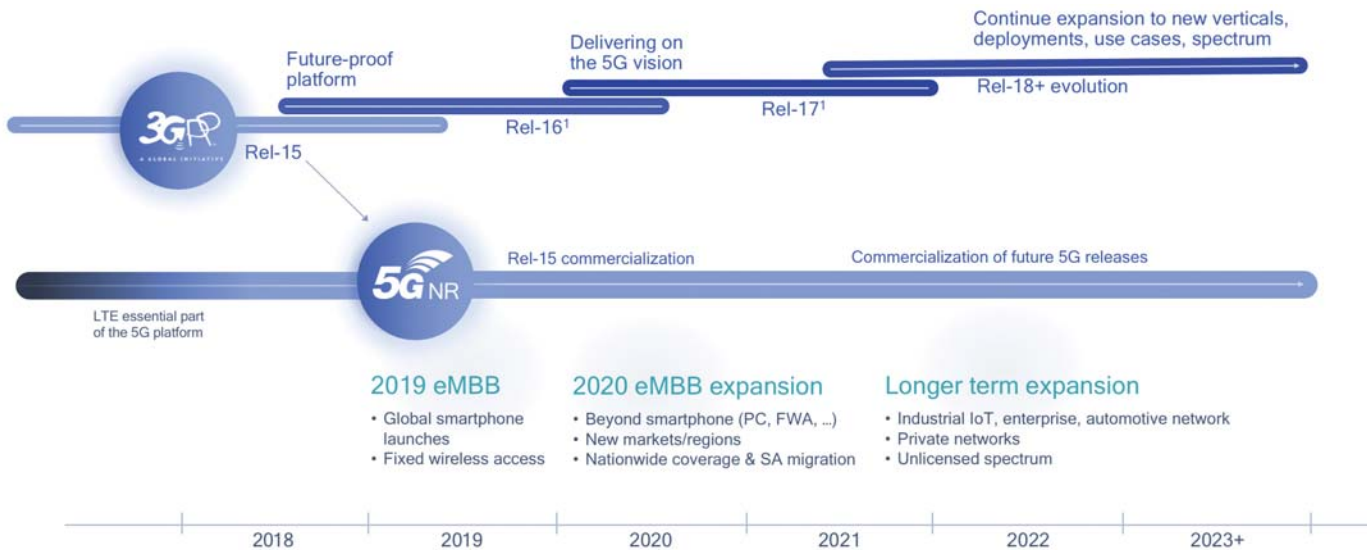 Continue expansion to new verticals,
deployments, use cases, spectrum
Delivering on
the 5G vision
Future-proof
platform
Rel-18+ evolution
Rel-17¹
Rel-16¹
3GPP
A GLOBAL INITIATIVE
Rel-15
5G NR
Rel-15 commercialization
Commercialization of future 5G releases
LTE essential part
of the 5G platform
2019 eMBB
• Global smartphone
launches
• Fixed wireless access
2020 eMBB expansion
• Beyond smartphone (PC, FWA, ...)
• New markets/regions
• Nationwide coverage & SA migration
Longer term expansion
• Industrial IoT, enterprise, automotive network
• Private networks
• Unlicensed spectrum
2018
2019
2020
2021
2022
2023+